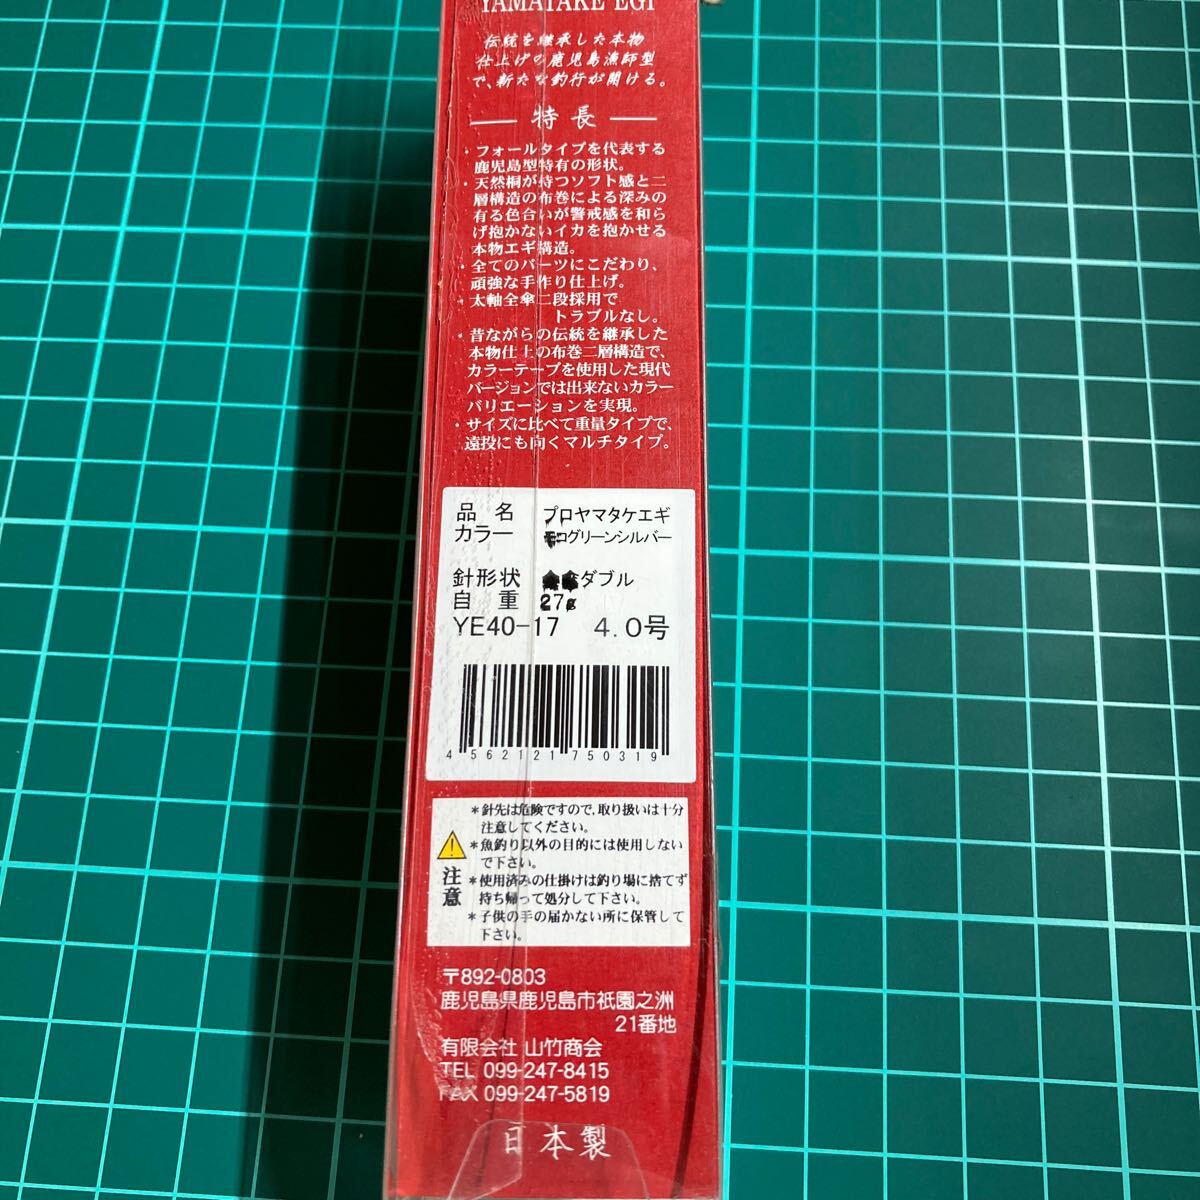 YAMATAKE EGI
伝統を継承した本物
仕上げの鹿児島漁師型
で、新たな釣行が開ける。
特長
・フォールタイプを代表する
鹿児島型特有の形状。
・天然桐が持つソフト感と二
層構造の布巻による深みの
有る色合いが警戒感を和ら
げ抱かないイカを抱かせる
本物エギ構造。
・全てのパーツにこだわり、
頑強な手作り仕上げ。
・太軸全傘二段採用で
トラブルなし。
・昔ながらの伝統を継承した
本物仕上の布巻二層構造で、
カラーテープを使用した現代
バージョンでは出来ないカラー
バリエーションを実現。
・サイズに比べて重量タイプで、
遠投にも向くマルチタイプ。
品名 プロヤマタケエギ
カラー グリーンシルバー
針形状 ダブル
自重 27g
YE40-17 4.0号
4 562121 750319
*針先は危険ですので、取り扱いは十分
注意してください。
*魚釣り以外の目的には使用しない
で下さい。
注意
*使用済みの仕掛けは釣り場に捨てず
持ち帰って処分して下さい。
*子供の手の届かない所に保管して
下さい。
〒892-0803
鹿児島県鹿児島市祇園之洲
21番地
有限会社 山竹商会
TEL 099-247-8415
FAX 099-247-5819
日本製